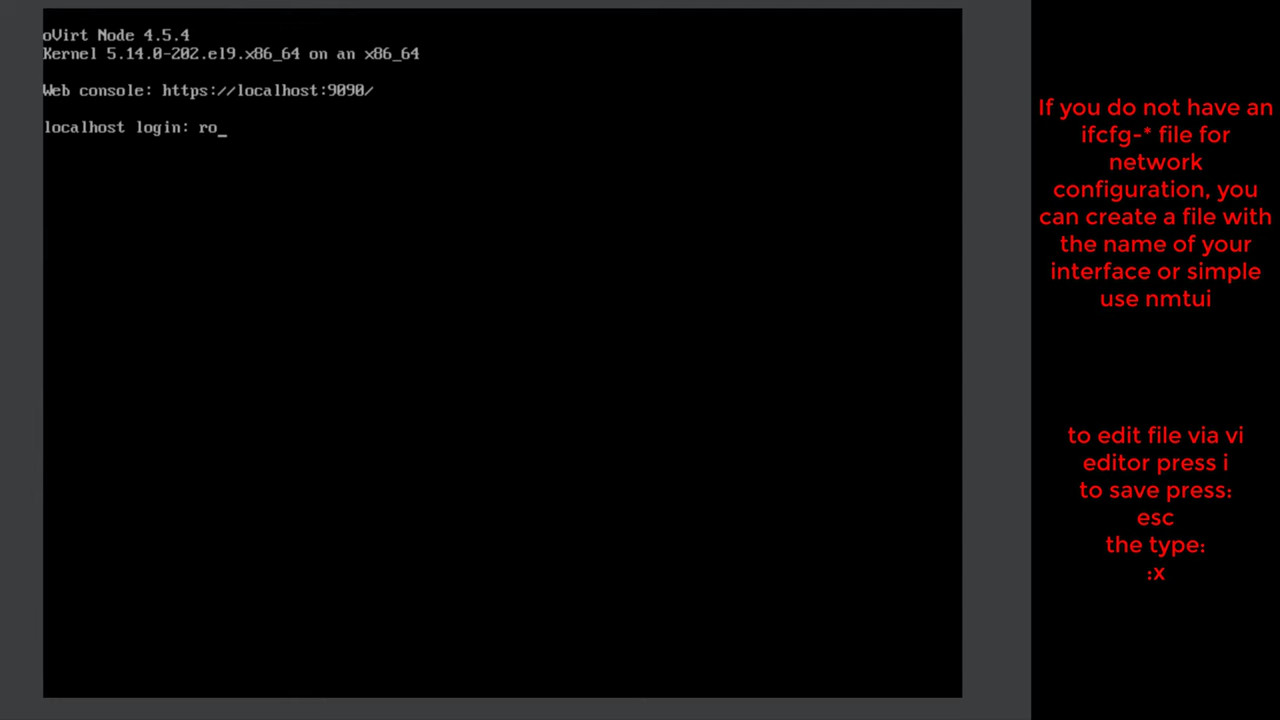 oVirt Node 4.5.4
Kernel 5.14.0-202.el9.x86_64 on an x86_64
Web console: https://localhost:9090/
localhost login: ro_
If you do not have an
ifcfg-* file for
network
configuration, you
can create a file with
the name of your
interface or simple
use nmtui
to edit file via vi
editor press i
to save press:
esc
the type:
:x